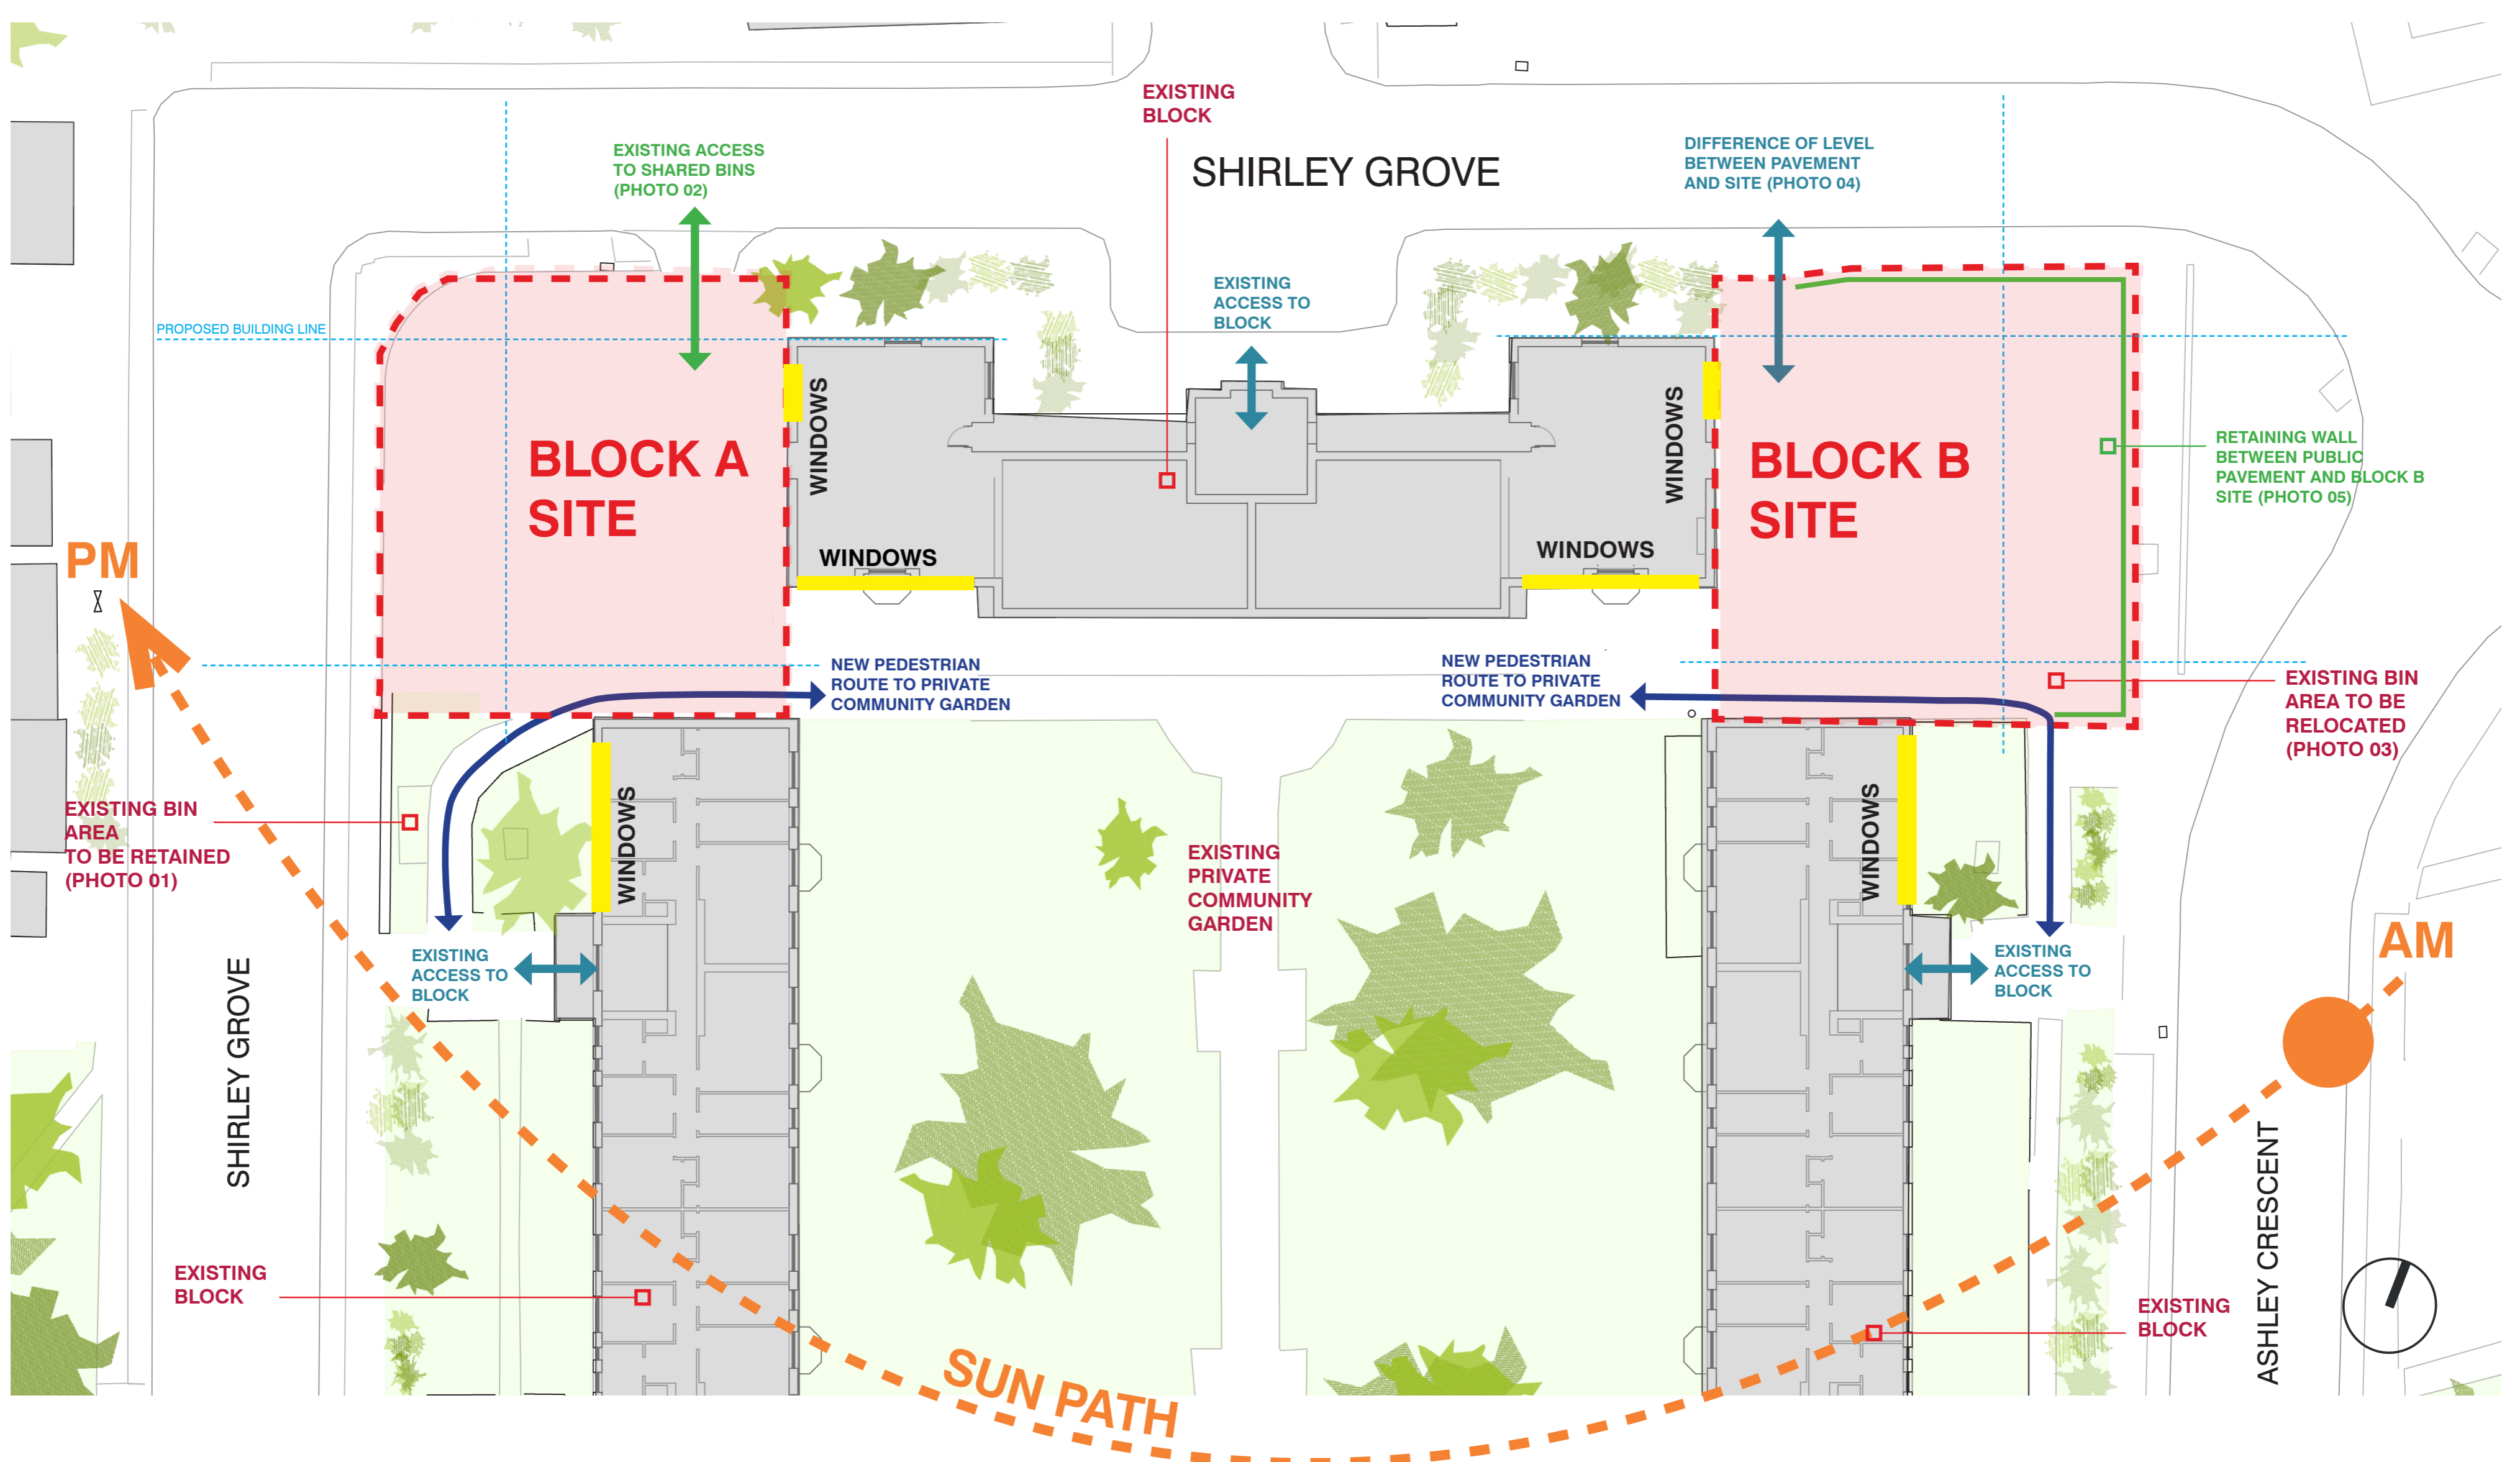 EXISTING
BLOCK
SHIRLEY GROVE
EXISTING ACCESS
TO SHARED BINS
(PHOTO 02)
DIFFERENCE OF LEVEL
BETWEEN PAVEMENT
AND SITE (PHOTO 04)
EXISTING
ACCESS TO
BLOCK
PROPOSED BUILDING LINE
BLOCK A
SITE
WINDOWS
WINDOWS
WINDOWS
WINDOWS
BLOCK B
SITE
RETAINING WALL
BETWEEN PUBLIC
PAVEMENT AND BLOCK B
SITE (PHOTO 05)
PM
NEW PEDESTRIAN
ROUTE TO PRIVATE
COMMUNITY GARDEN
NEW PEDESTRIAN
ROUTE TO PRIVATE
COMMUNITY GARDEN
EXISTING BIN
AREA TO BE
RELOCATED
(PHOTO 03)
EXISTING BIN
AREA
TO BE RETAINED
(PHOTO 01)
WINDOWS
EXISTING
PRIVATE
COMMUNITY
GARDEN
WINDOWS
AM
EXISTING
ACCESS TO
BLOCK
EXISTING
ACCESS TO
BLOCK
SHIRLEY GROVE
ASHLEY CRESCENT
EXISTING
BLOCK
EXISTING
BLOCK
SUN PATH